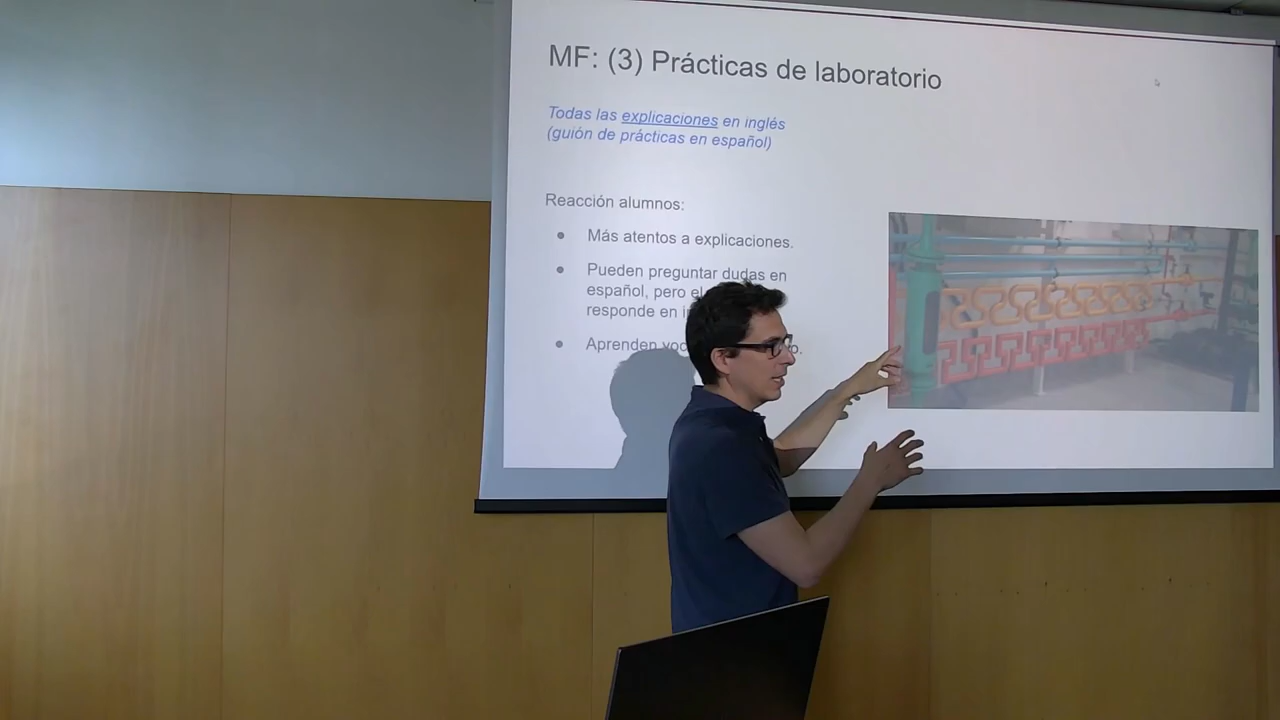 MF: (3) Prácticas de laboratorio
Todas las explicaciones en inglés
(guión de prácticas en español)
Reacción alumnos:
Más atentos a explicaciones.
Pueden preguntar dudas en
español, pero
responde en
Aprenden